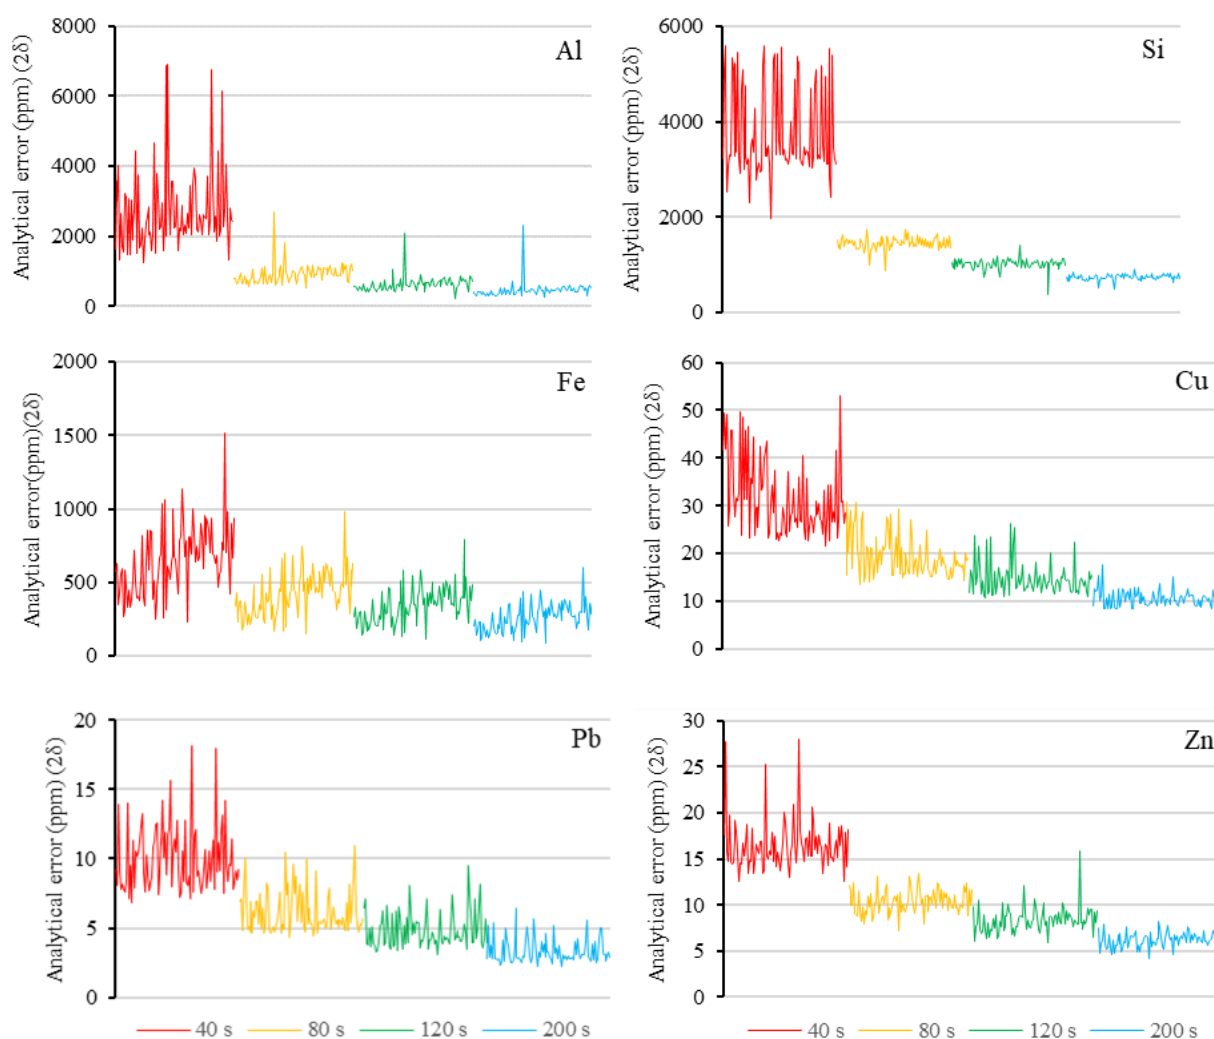 Analytical error (ppm) (2δ)
8000
6000
4000
2000
0
Al
Analytical error (ppm) (2δ)
6000
4000
2000
0
Si
Analytical error(ppm)(2δ)
2000
1500
1000
500
0
Fe
Analytical error (ppm) (2δ)
60
50
40
30
20
10
0
Cu
Analytical error (ppm) (2δ)
20
15
10
5
0
Pb
Analytical error (ppm) (2δ)
30
25
20
15
10
5
0
Zn
40 s 80 s 120 s 200 s
40 s 80 s 120 s 200 s